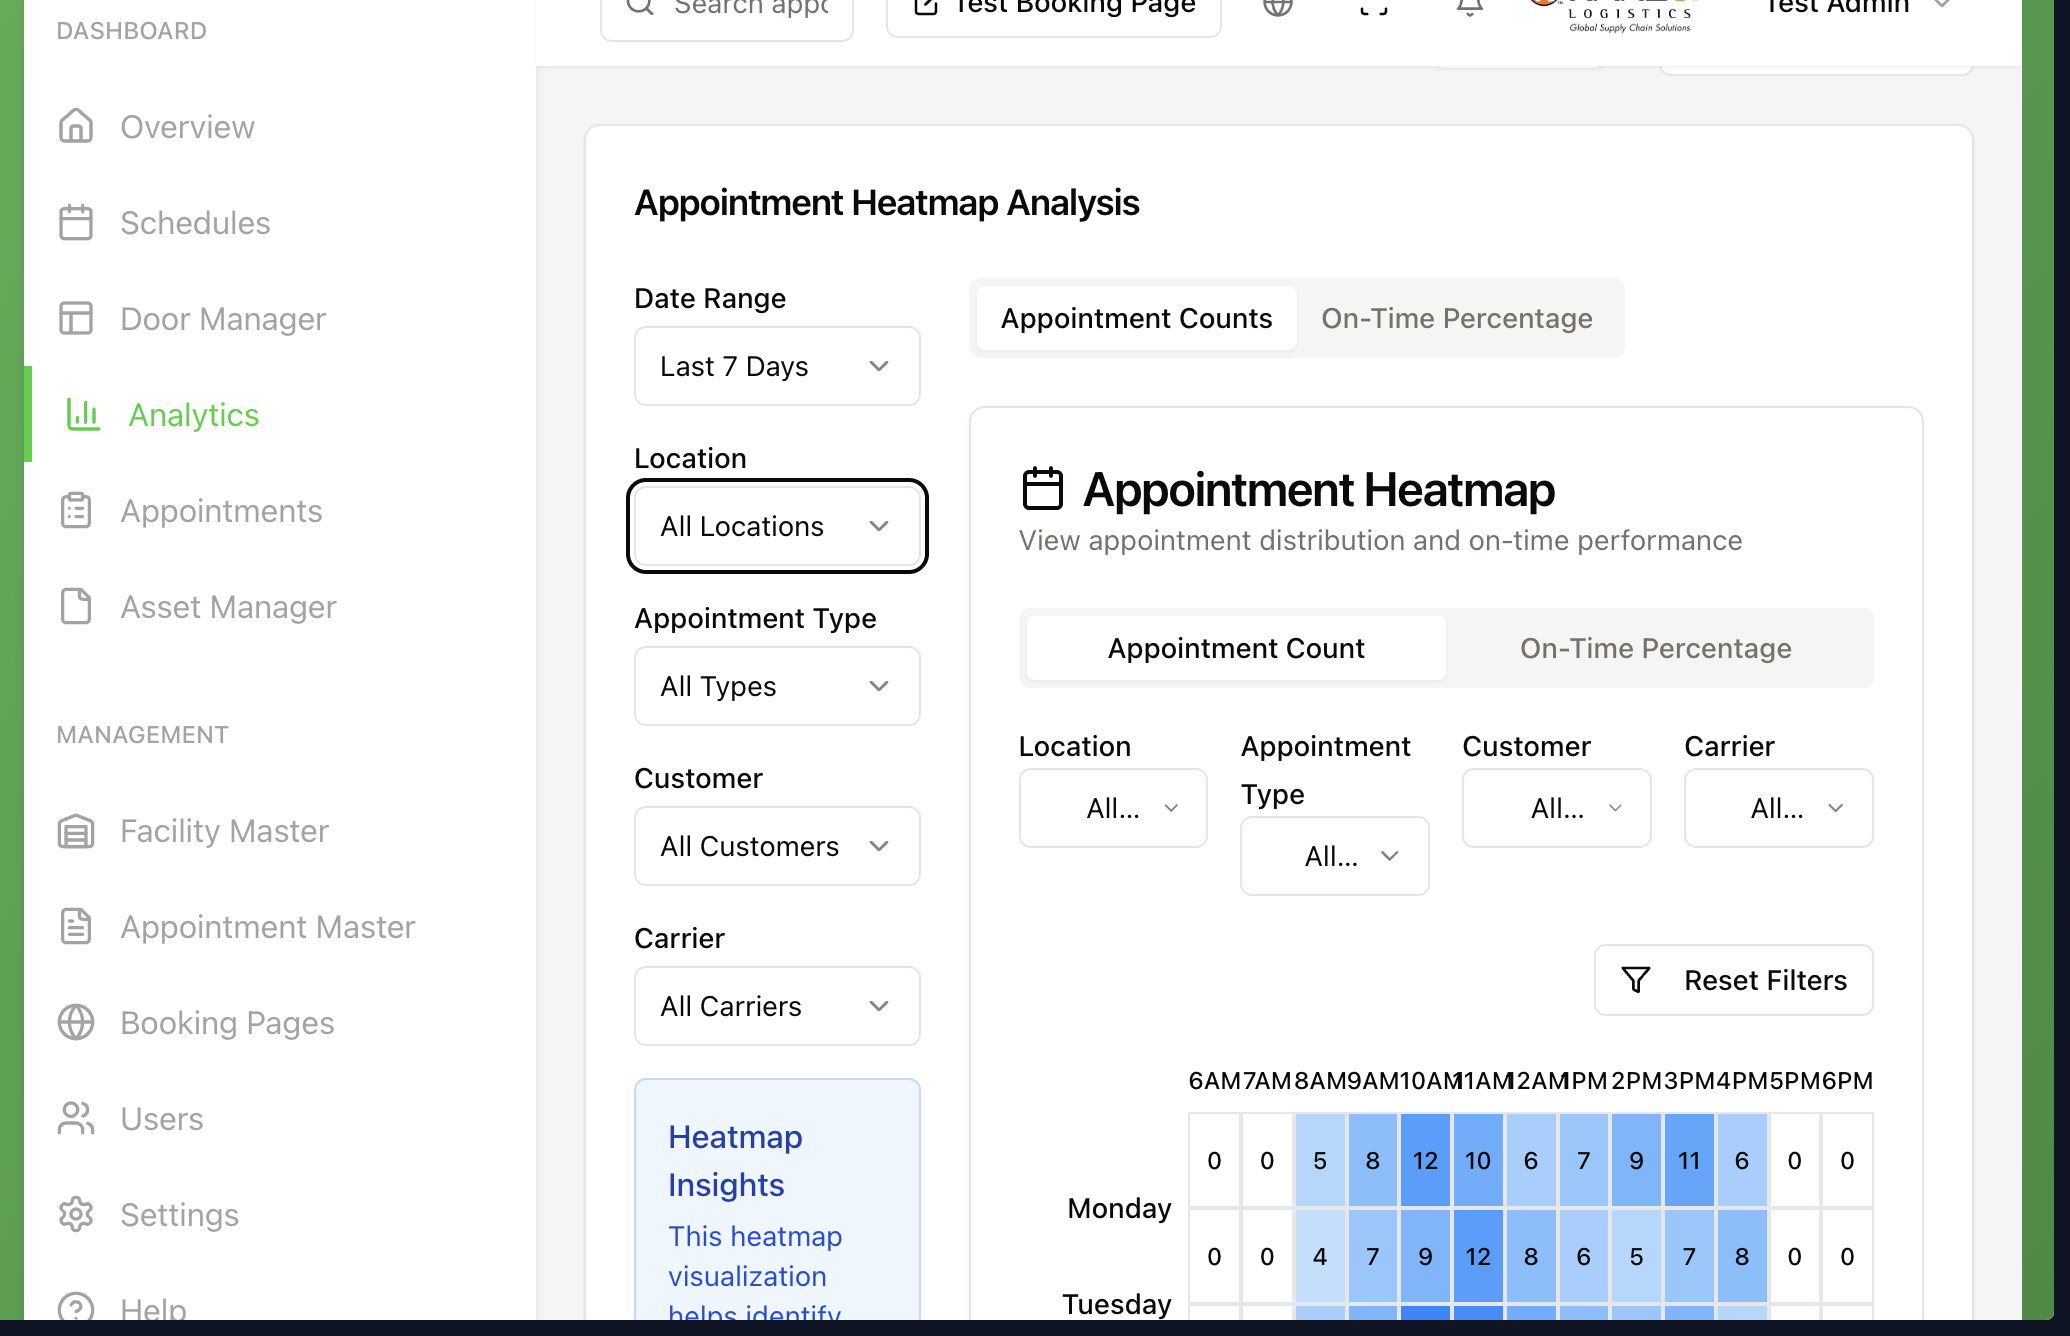 DASHBOARD
Overview
Schedules
Door Manager
Analytics
Appointments
Asset Manager
MANAGEMENT
Facility Master
Appointment Master
Booking Pages
Users
Settings
Help
Search appo
Test Booking Page
LOGISTICS
Global Supply Chain Solutions
Test Admin
Appointment Heatmap Analysis
Date Range
Last 7 Days
Location
All Locations
Appointment Type
All Types
Customer
All Customers
Carrier
All Carriers
Heatmap
Insights
This heatmap
visualization
helps identify
Appointment Counts On-Time Percentage
Appointment Heatmap
View appointment distribution and on-time performance
Appointment Count On-Time Percentage
Location Appointment Type Customer Carrier
All... All... All... All...
Reset Filters
6AM 7AM 8AM 9AM 10AM 11AM 12AM 1PM 2PM 3PM 4PM 5PM 6PM
0 0 5 8 12 10 6 7 9 11 6 0 0
Monday
0 0 4 7 9 12 8 6 5 7 8 0 0
Tuesday